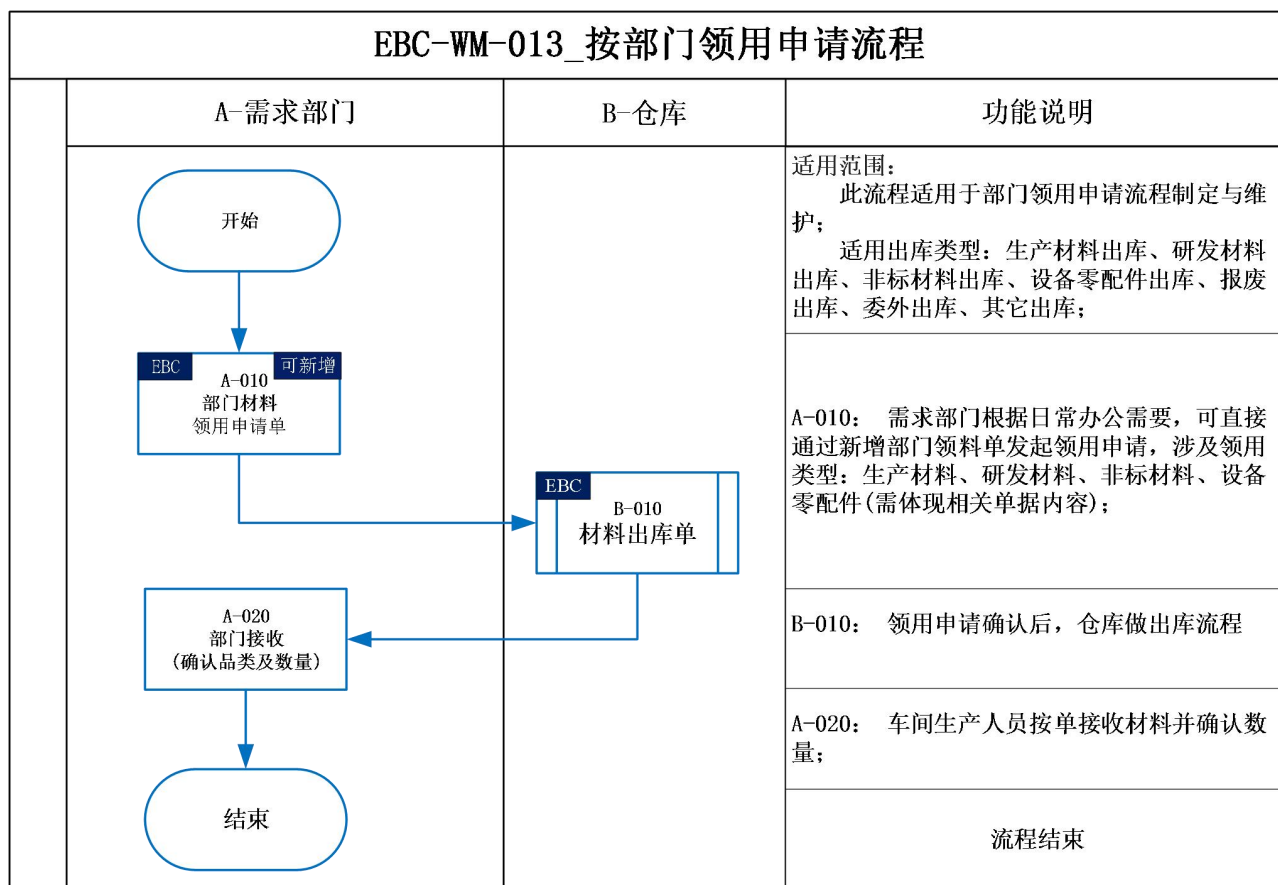 EBC-WM-013_按部门领用申请流程
A-需求部门
B-仓库
功能说明
开始
EBC
可新增
A-010
部门材料
领用申请单
EBC
B-010
材料出库单
A-020
部门接收
(确认品类及数量)
结束
适用范围：
此流程适用于部门领用申请流程制定与维
护；
适用出库类型：生产材料出库、研发材料
出库、非标材料出库、设备零配件出库、报废
出库、委外出库、其它出库；
A-010： 需求部门根据日常办公需要，可直接
通过新增部门领料单发起领用申请，涉及领用
类型：生产材料、研发材料、非标材料、设备
零配件(需体现相关单据内容)；
B-010： 领用申请确认后，仓库做出库流程
A-020： 车间生产人员按单接收材料并确认数
量；
流程结束